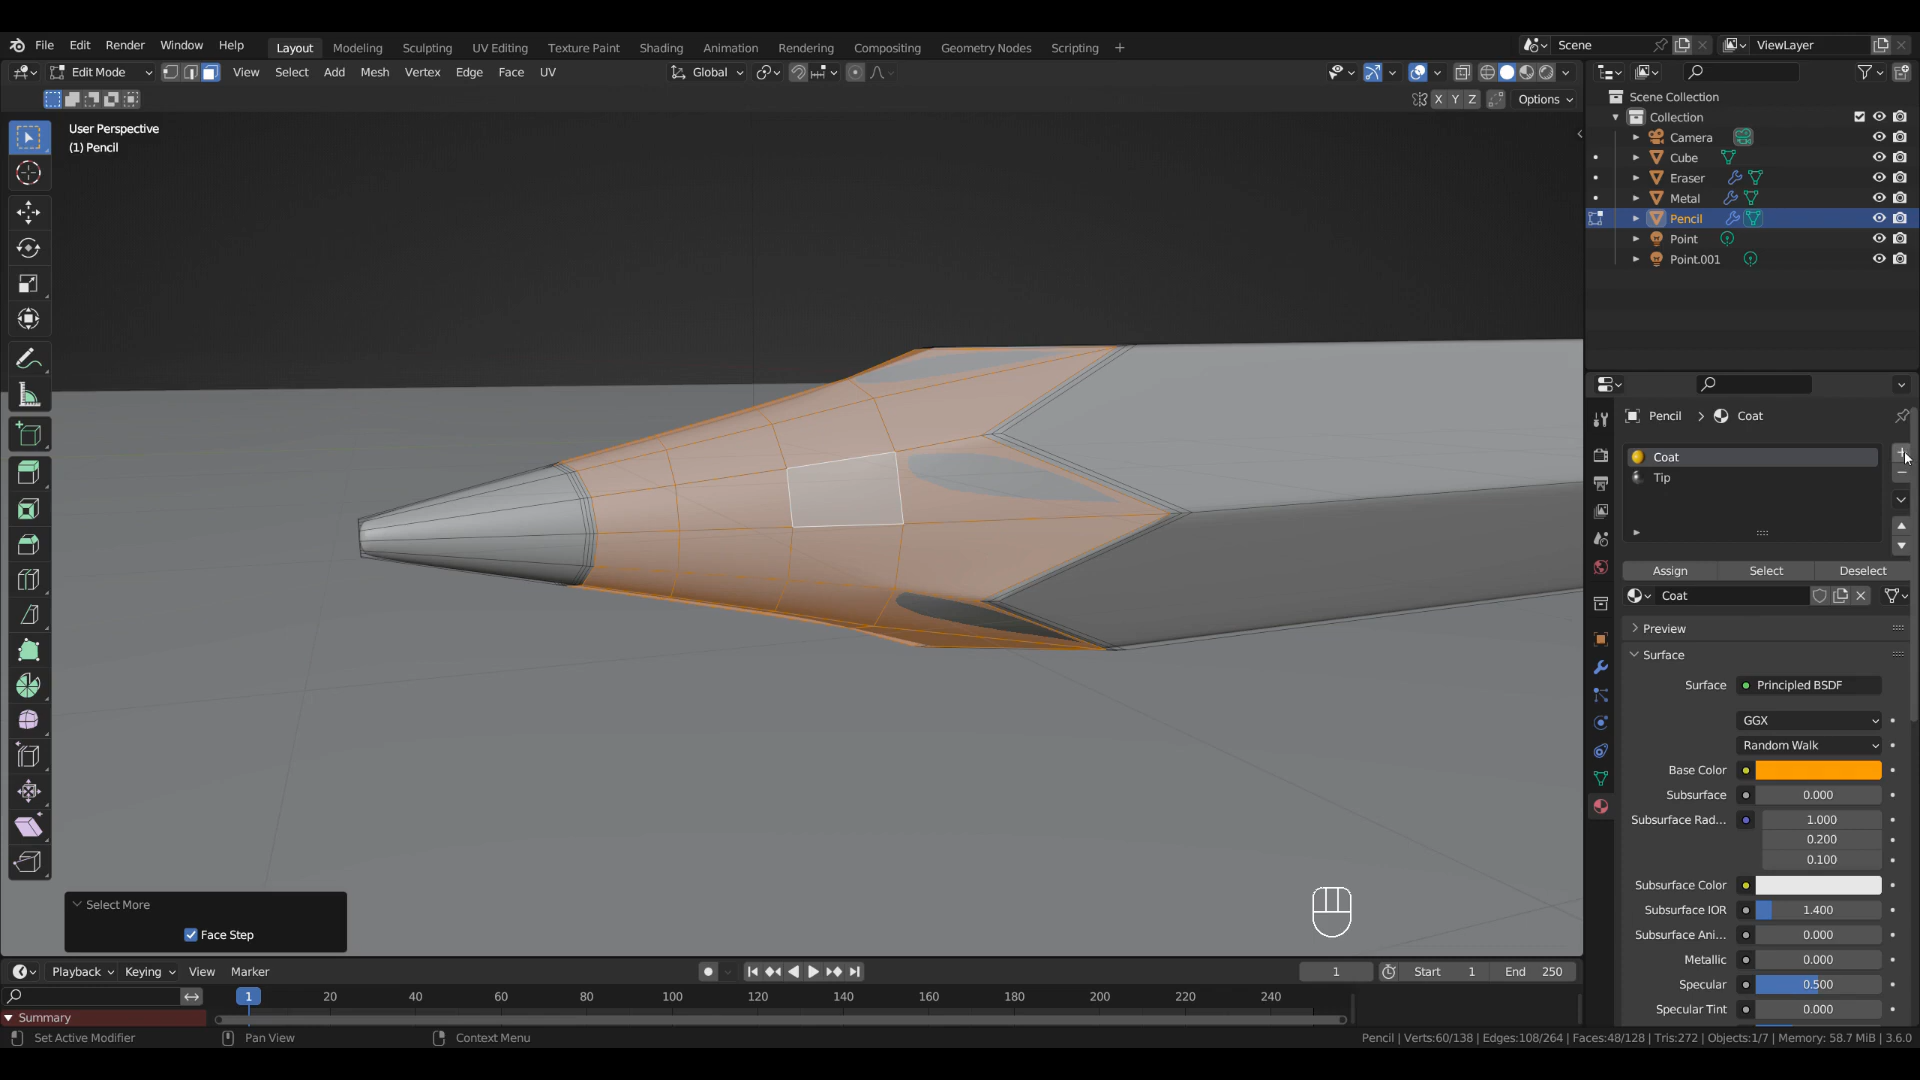 File Edit Render Window Help Layout Modeling Sculpting UV Editing Texture Paint Shading Animation Rendering Compositing Geometry Nodes Scripting + Scene ViewLayer
Edit Mode View Select Add Mesh Vertex Edge Face UV Global
X Y Z Options
User Perspective
(1) Pencil
Scene Collection
Collection
Camera
Cube
Eraser
Metal
Pencil
Point
Point.001
Pencil > Coat
Coat
Tip
Assign Select Deselect
Coat
Preview
Surface
Surface Principled BSDF
GGX
Random Walk
Base Color
Subsurface 0.000
Subsurface Rad... 1.000
0.200
0.100
Subsurface Color
Subsurface IOR 1.400
Subsurface Ani... 0.000
Metallic 0.000
Specular 0.500
Specular Tint 0.000
Select More
Face Step
Playback Keying View Marker 1 Start 1 End 250
1 20 40 60 80 100 120 140 160 180 200 220 240
Summary
Set Active Modifier Pan View Context Menu Pencil | Verts:60/138 | Edges:108/264 | Faces:48/128 | Tris:272 | Objects:1/7 | Memory: 58.7 MiB | 3.6.0